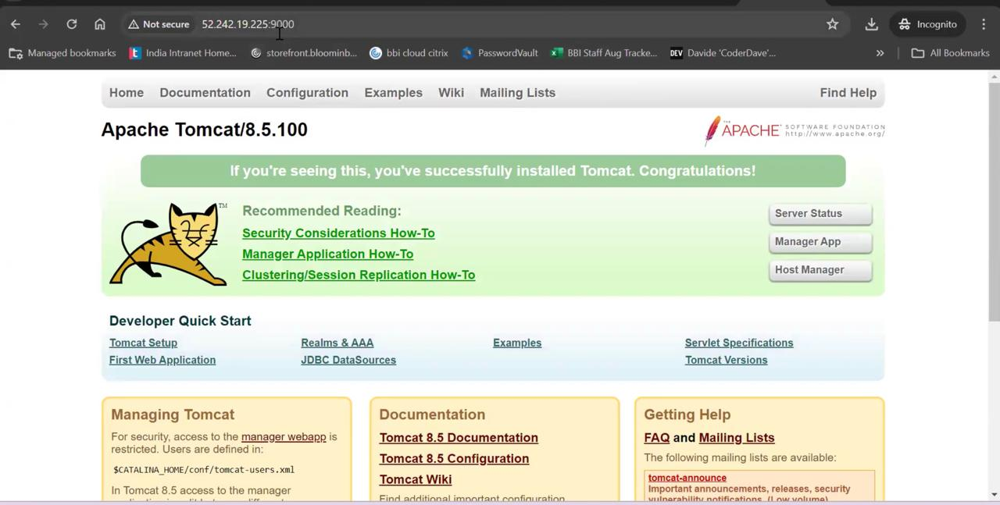 Not secure 52.242.19.225:9000 Incognito
Managed bookmarks India Intranet Home... storefront.bloominb... bbi cloud citrix PasswordVault BBI Staff Aug Tracke... DEV Davide 'CoderDave'... » All Bookmarks
Home Documentation Configuration Examples Wiki Mailing Lists Find Help
Apache Tomcat/8.5.100
THE APACHE SOFTWARE FOUNDATION
http://www.apache.org/
If you're seeing this, you've successfully installed Tomcat. Congratulations!
TM
Recommended Reading:
Security Considerations How-To
Manager Application How-To
Clustering/Session Replication How-To
Server Status
Manager App
Host Manager
Developer Quick Start
Tomcat Setup
First Web Application
Realms & AAA
JDBC DataSources
Examples
Servlet Specifications
Tomcat Versions
Managing Tomcat
For security, access to the manager webapp is
restricted. Users are defined in:
$CATALINA_HOME/conf/tomcat-users.xml
In Tomcat 8.5 access to the manager
Documentation
Tomcat 8.5 Documentation
Tomcat 8.5 Configuration
Tomcat Wiki
Find additional important configuration
Getting Help
FAQ and Mailing Lists
The following mailing lists are available:
tomcat-announce
Important announcements, releases, security
vulnerability notifications. (Low volume).